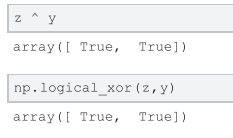 z ^ y
array([ True,  True])
np.logical_xor(z,y)
array([ True,  True])